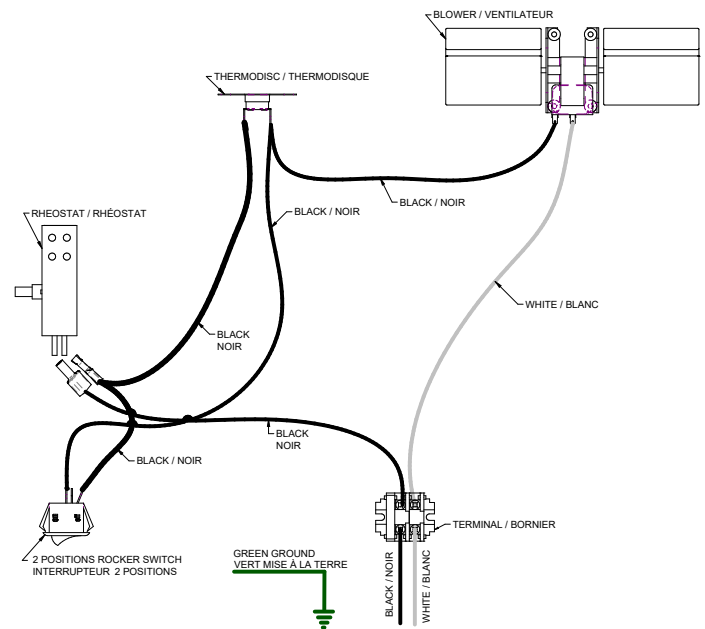 BLOWER / VENTILATEUR
THERMODISC / THERMODISQUE
BLACK / NOIR
BLACK / NOIR
RHEOSTAT / RHÉOSTAT
WHITE / BLANC
BLACK
NOIR
BLACK
NOIR
BLACK / NOIR
TERMINAL / BORNIER
2 POSITIONS ROCKER SWITCH
INTERRUPTEUR 2 POSITIONS
GREEN GROUND
VERT MISE À LA TERRE
BLACK / NOIR
WHITE / BLANC